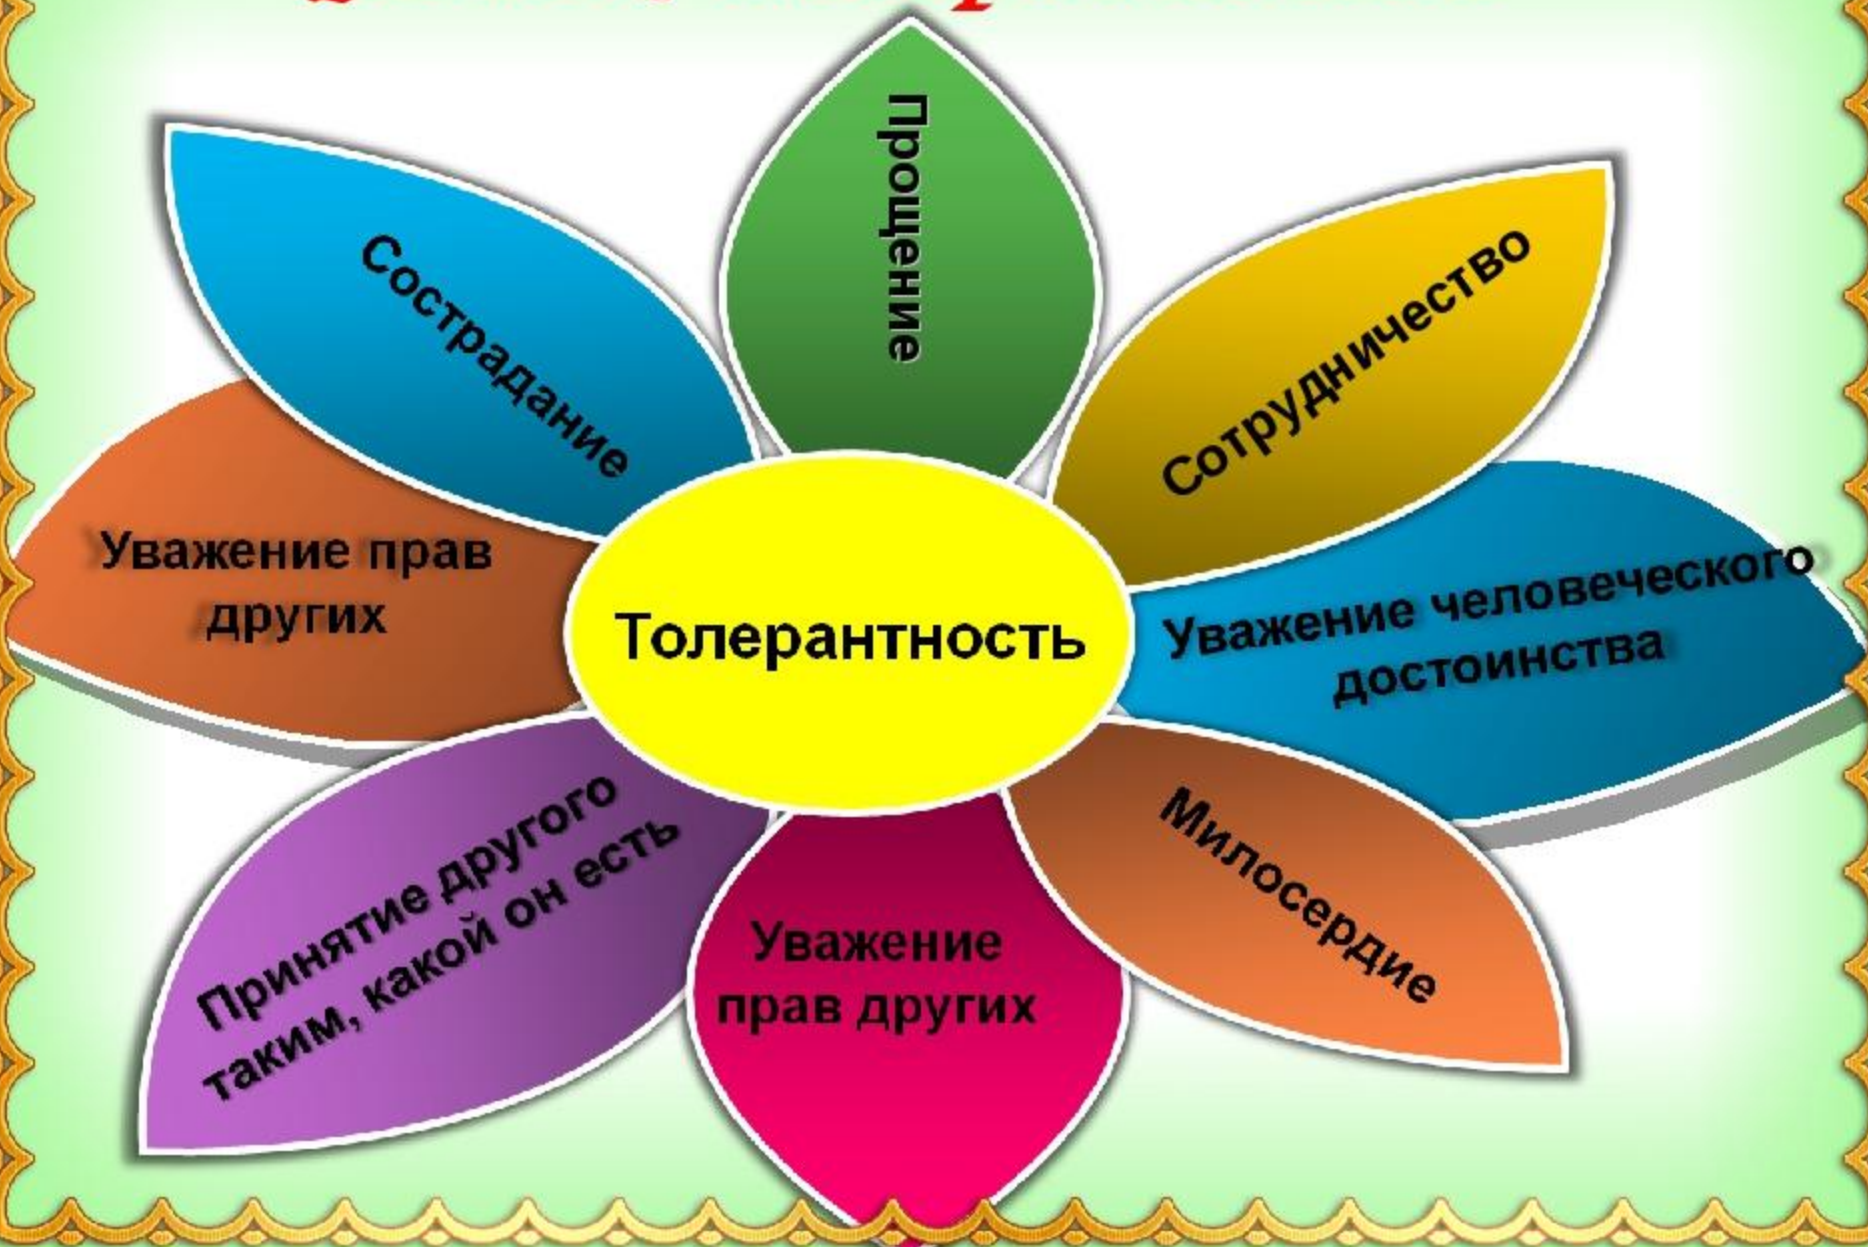 Прощение
Сострадание
Сотрудничество
Уважение прав
других
Толерантность
Уважение человеческого
достоинства
Принятие другого
таким, какой он есть
Уважение
прав других
Милосердие